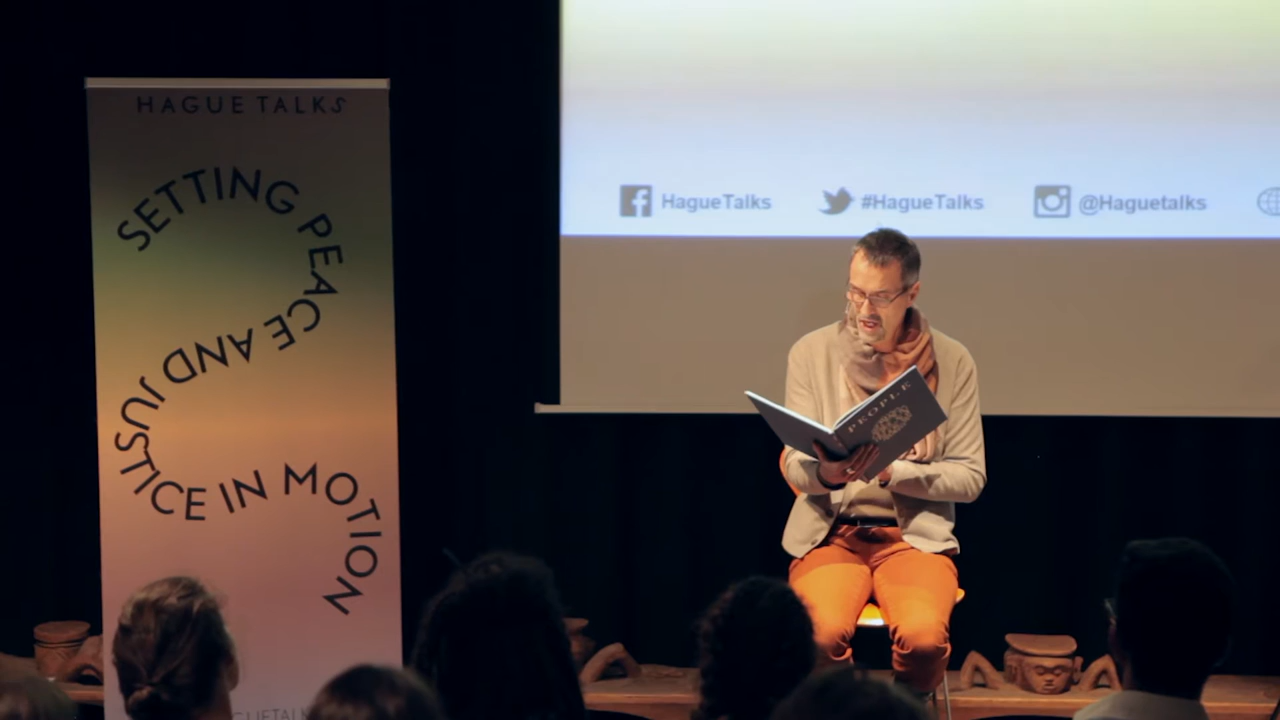 HAGUE TALKS
SETTING PEACE AND JUSTICE IN MOTION
HagueTalks
#HagueTalks
@Haguetalks
PEOPLE